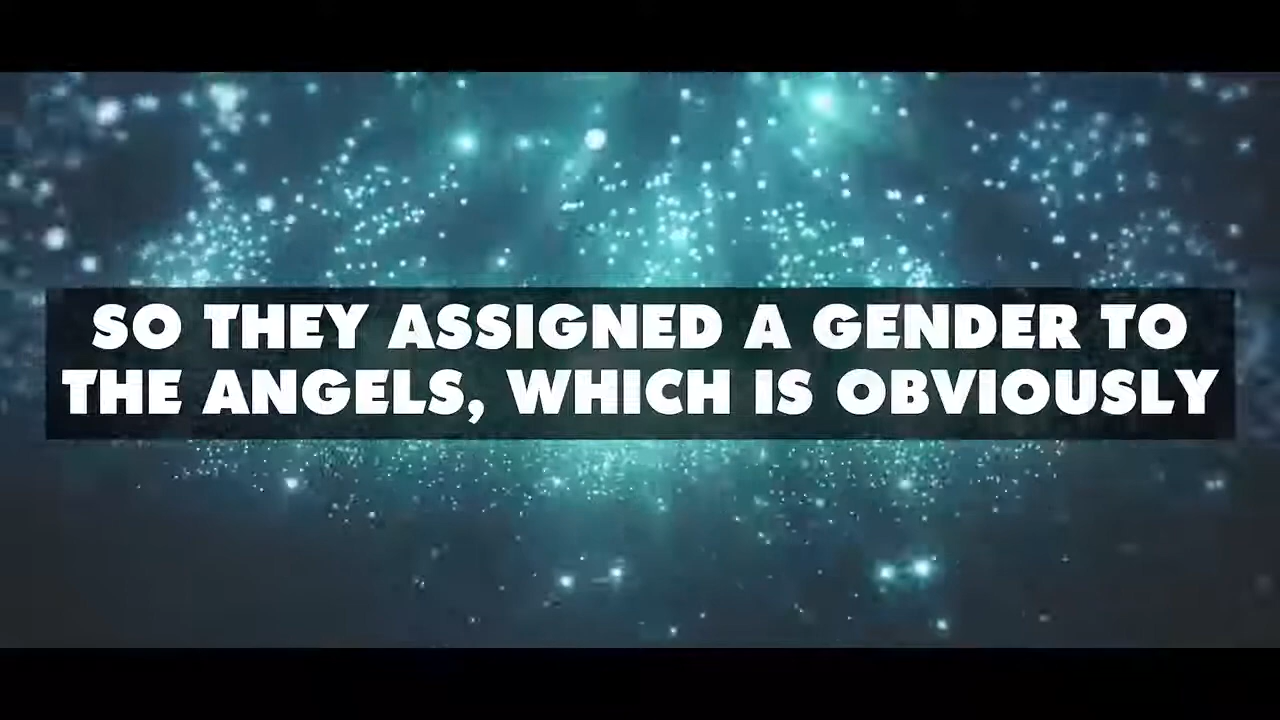 SO THEY ASSIGNED A GENDER TO
THE ANGELS, WHICH IS OBVIOUSLY